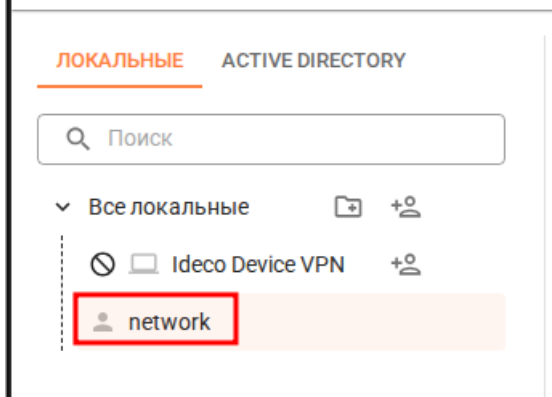 ЛОКАЛЬНЫЕ ACTIVE DIRECTORY
Поиск
Все локальные
Ideco Device VPN
network